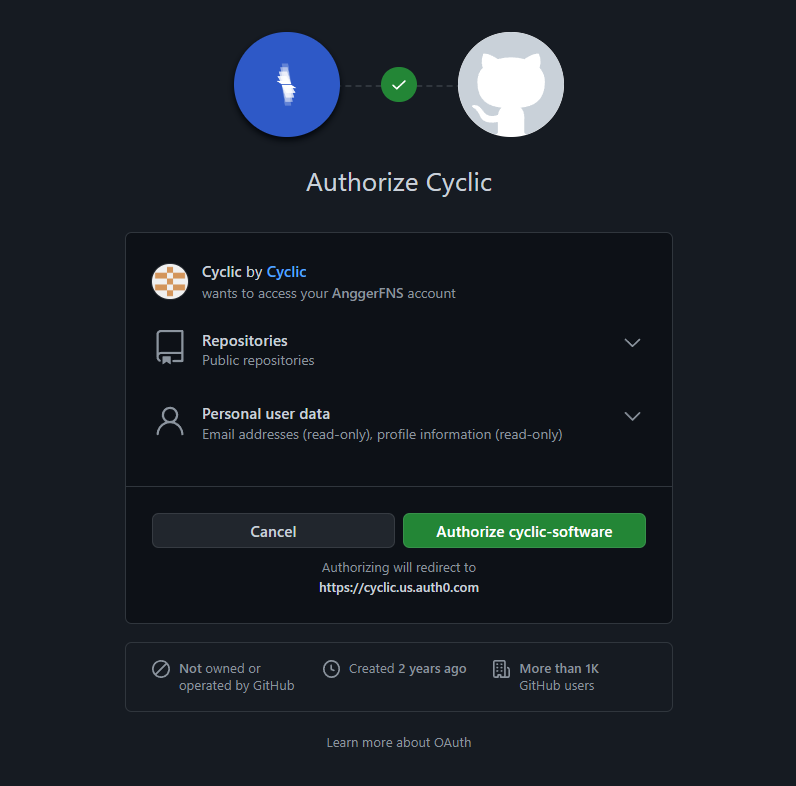 Authorize Cyclic
Cyclic by Cyclic
wants to access your AnggerFNS account
Repositories
Public repositories
Personal user data
Email addresses (read-only), profile information (read-only)
Cancel
Authorize cyclic-software
Authorizing will redirect to
https://cyclic.us.auth0.com
Not owned or
operated by GitHub
Created 2 years ago
More than 1K
GitHub users
Learn more about OAuth